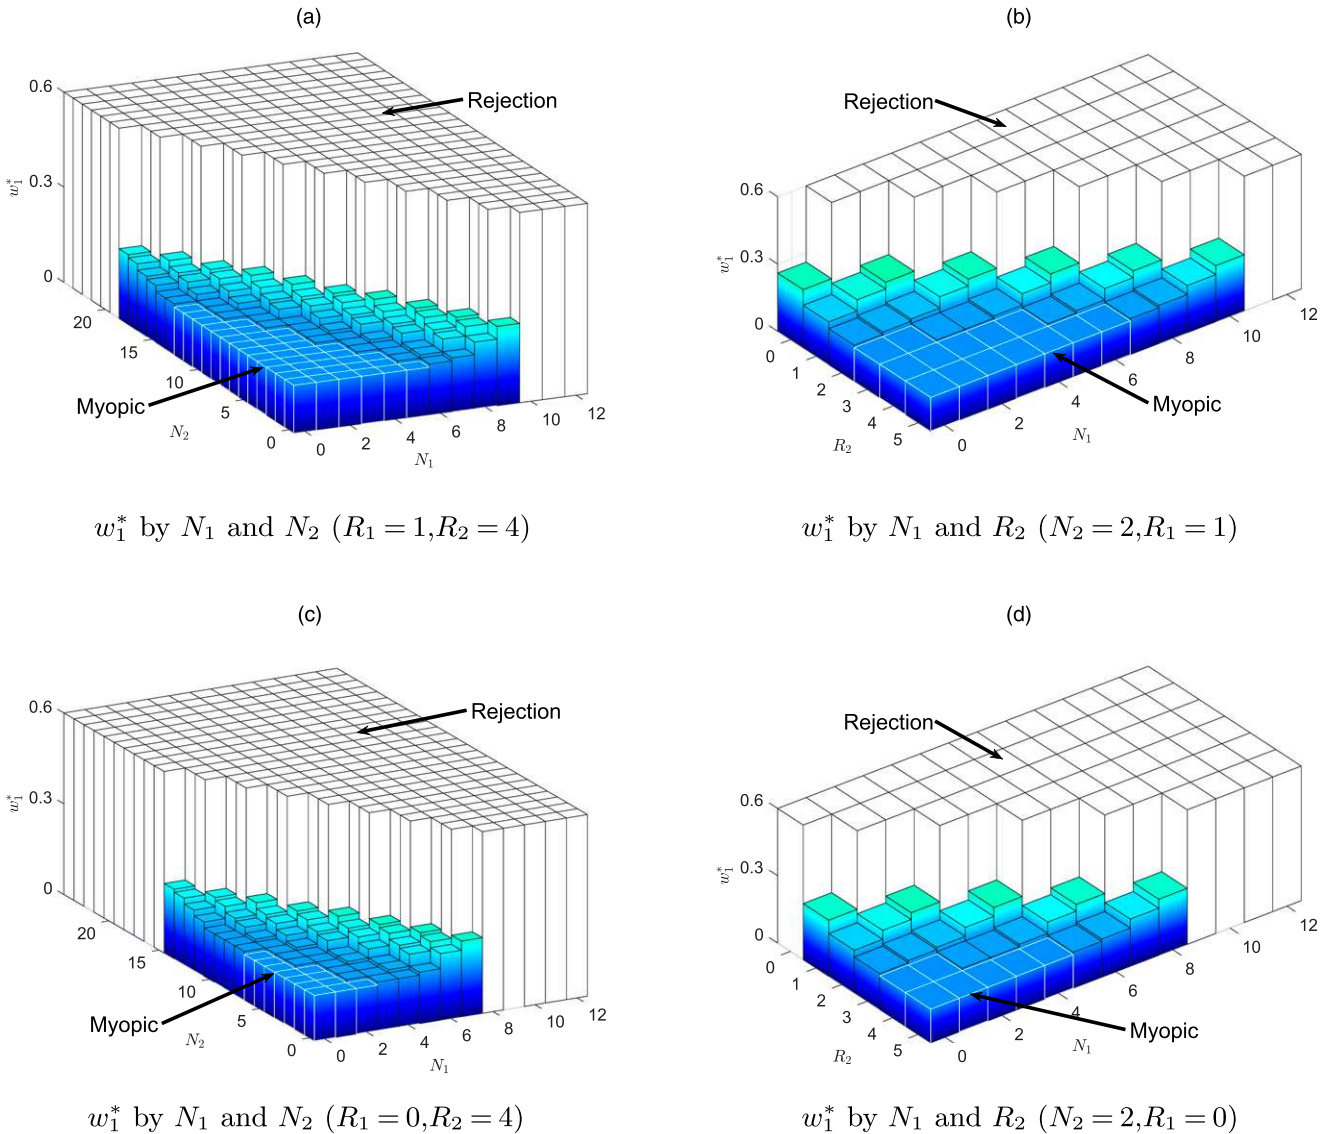 (a)
(b)
Rejection
Rejection
0.6
0.3
0
w₁*
20
15
10
5
0
N₂
Myopic
0 2 4 6 8 10 12
N₁
0.6
0.3
0
w₁*
0 1 2 3 4 5
R₂
0 2 4 6 8 10 12
N₁
Myopic
w₁* by N₁ and N₂ (R₁ = 1,R₂ = 4)
w₁* by N₁ and R₂ (N₂ = 2,R₁ = 1)
(c)
(d)
Rejection
Rejection
0.6
0.3
0
w₁*
20
15
10
5
0
N₂
Myopic
0 2 4 6 8 10 12
N₁
0.6
0.3
0
w₁*
0 1 2 3 4 5
R₂
0 2 4 6 8 10 12
N₁
Myopic
w₁* by N₁ and N₂ (R₁ = 0,R₂ = 4)
w₁* by N₁ and R₂ (N₂ = 2,R₁ = 0)